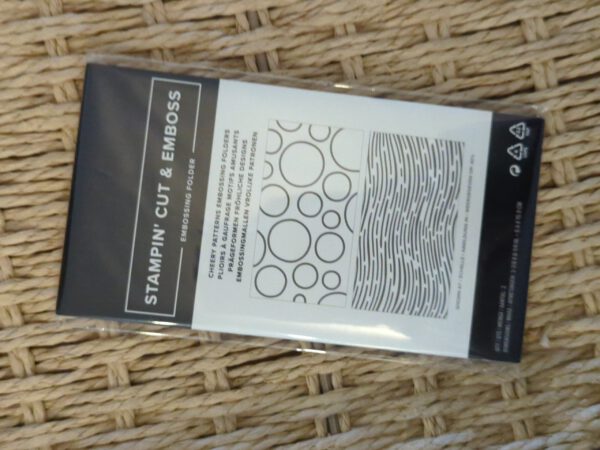 STAMPIN' CUT & EMBOSS
EMBOSSING FOLDER
CHEERY PATTERNS EMBOSSING FOLDERS
PLIOIRS À GAUFRAGE MOTIFS AMUSANTS
PRÄGEFORMEN FRÖHLICHE DESIGNS
EMBOSSINGMALLEN VROLIJKE PATRONEN